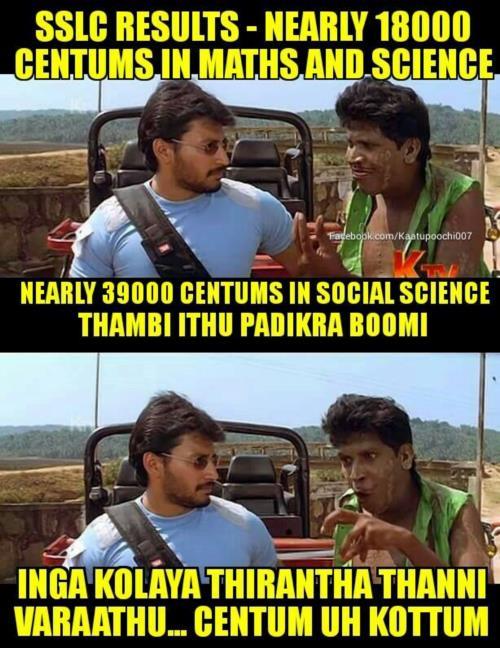 SSLC RESULTS - NEARLY 18000
CENTUMS IN MATHS AND SCIENCE
Facebook.com/Kaatupoochi007
KTV
NEARLY 39000 CENTUMS IN SOCIAL SCIENCE
THAMBI ITHU PADIKRA BOOMI
INGA KOLAYA THIRANTHA THANNI
VARAATHU... CENTUM UH KOTTUM